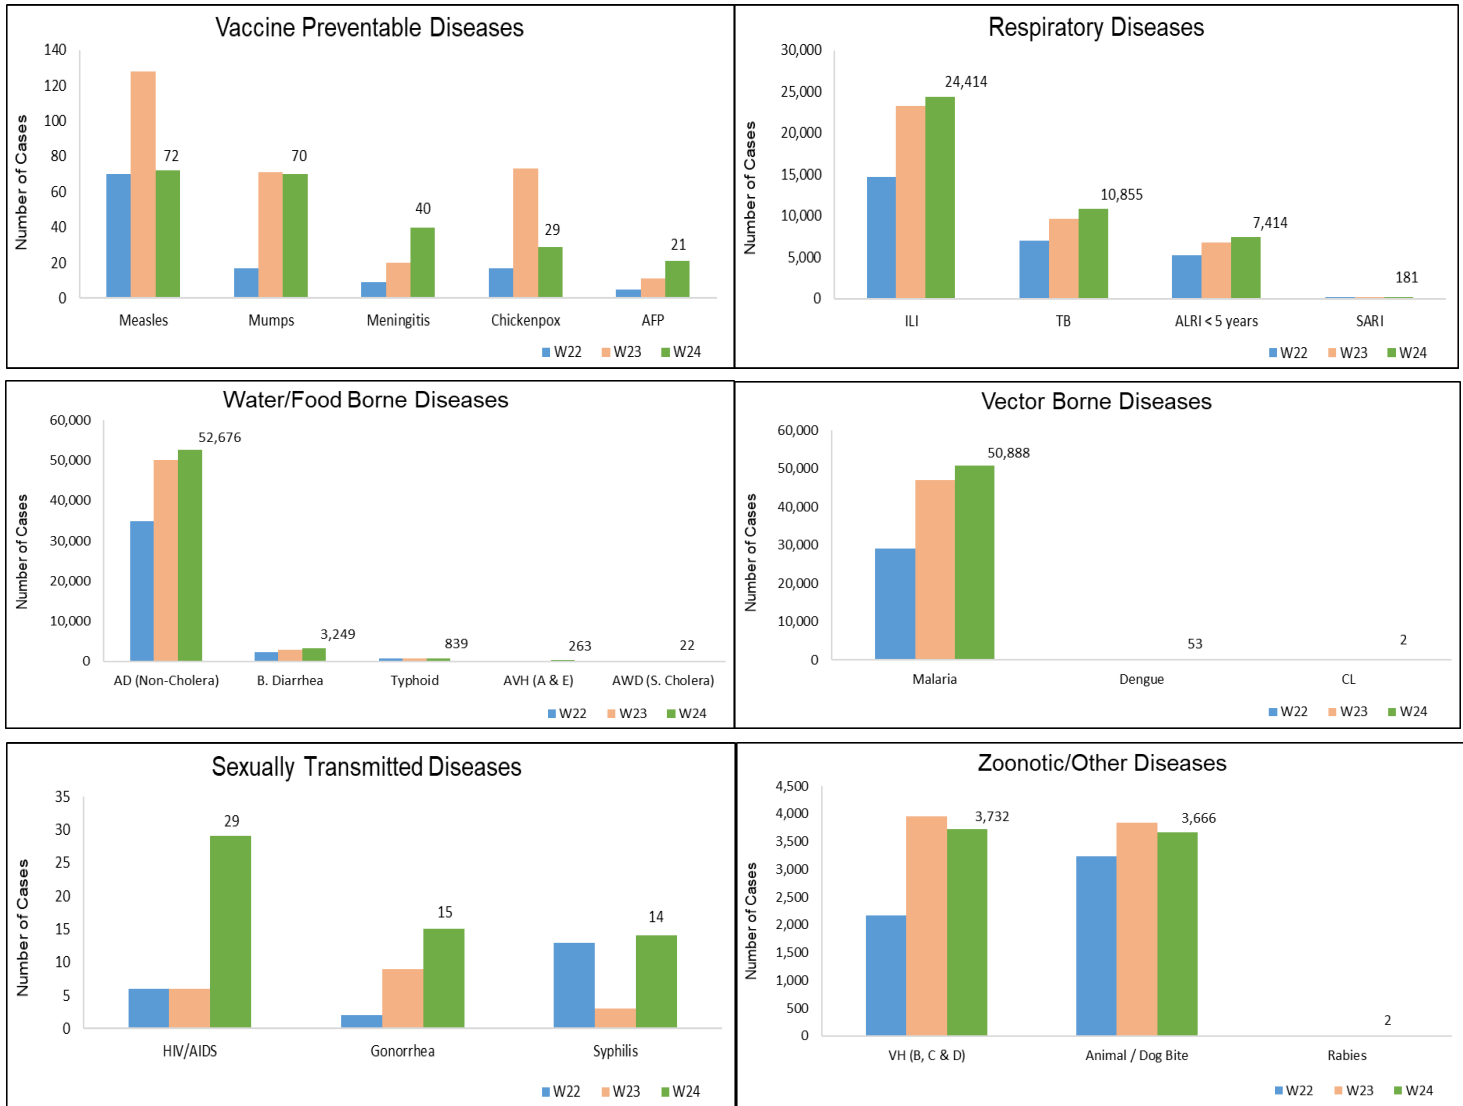 Vaccine Preventable Diseases
Number of Cases
140
120
100
80
60
40
20
0
72
70
40
29
21
Measles Mumps Meningitis Chickenpox AFP
W22 W23 W24
Respiratory Diseases
Number of Cases
30,000
25,000
20,000
15,000
10,000
5,000
0
24,414
10,855
7,414
181
ILI TB ALRI < 5 years SARI
W22 W23 W24
Water/Food Borne Diseases
Number of Cases
60,000
50,000
40,000
30,000
20,000
10,000
0
52,676
3,249
839
263
22
AD (Non-Cholera) B. Diarrhea Typhoid AVH (A & E) AWD (S. Cholera)
W22 W23 W24
Vector Borne Diseases
Number of Cases
60,000
50,000
40,000
30,000
20,000
10,000
0
50,888
53
2
Malaria Dengue CL
W22 W23 W24
Sexually Transmitted Diseases
Number of Cases
35
30
25
20
15
10
5
0
29
15
14
HIV/AIDS Gonorrhea Syphilis
W22 W23 W24
Zoonotic/Other Diseases
Number of Cases
4,500
4,000
3,500
3,000
2,500
2,000
1,500
1,000
500
0
3,732
3,666
2
VH (B, C & D) Animal / Dog Bite Rabies
W22 W23 W24